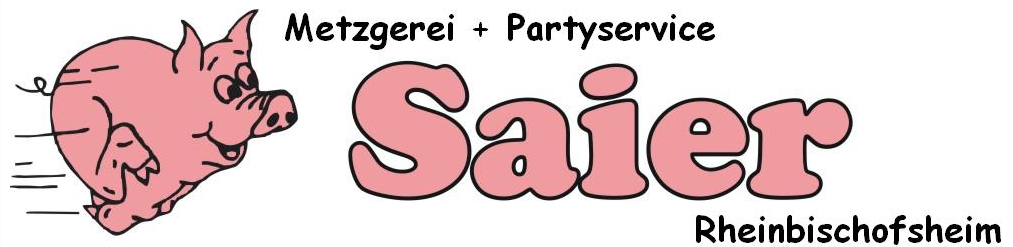 Metzgerei + Partyservice
Saier
Rheinbischofsheim